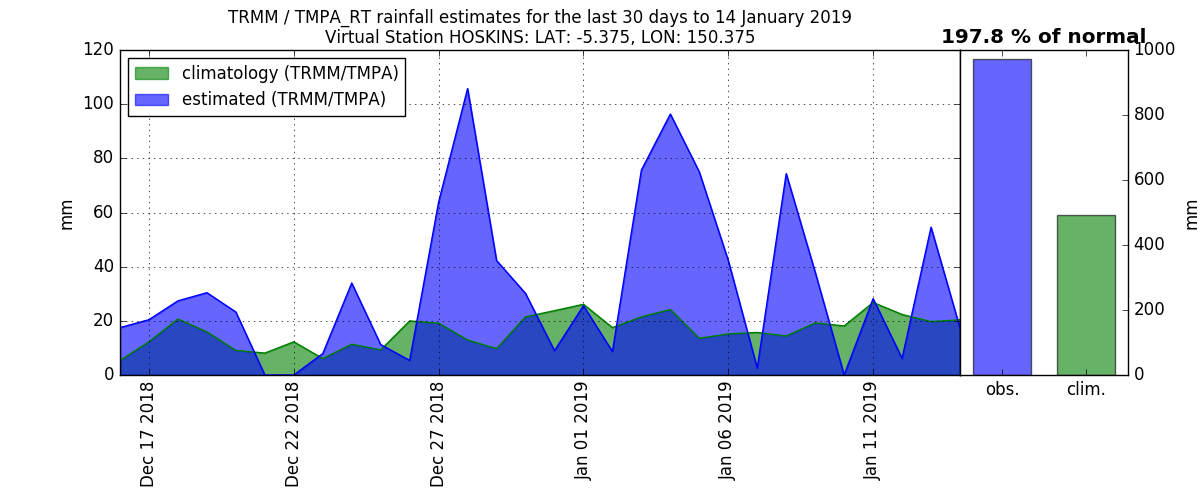 TRMM / TMPA_RT rainfall estimates for the last 30 days to 14 January 2019
Virtual Station HOSKINS: LAT: -5.375, LON: 150.375
197.8 % of normal
climatology (TRMM/TMPA)
estimated (TRMM/TMPA)
mm
120
100
80
60
40
20
0
Dec 17 2018
Dec 22 2018
Dec 27 2018
Jan 01 2019
Jan 06 2019
Jan 11 2019
obs.
clim.
1000
800
600
400
200
0
mm